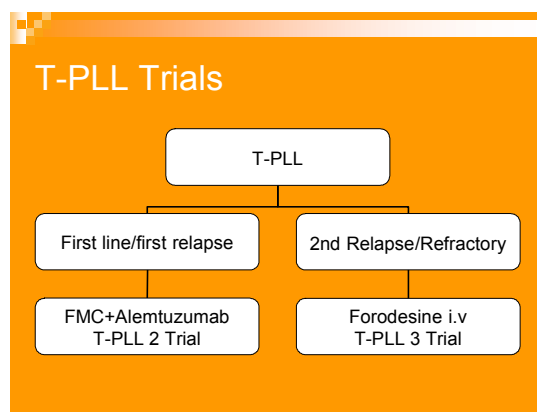 T-PLL Trials
T-PLL
First line/first relapse
2nd Relapse/Refractory
FMC+Alemtuzumab
T-PLL 2 Trial
Forodesine i.v
T-PLL 3 Trial